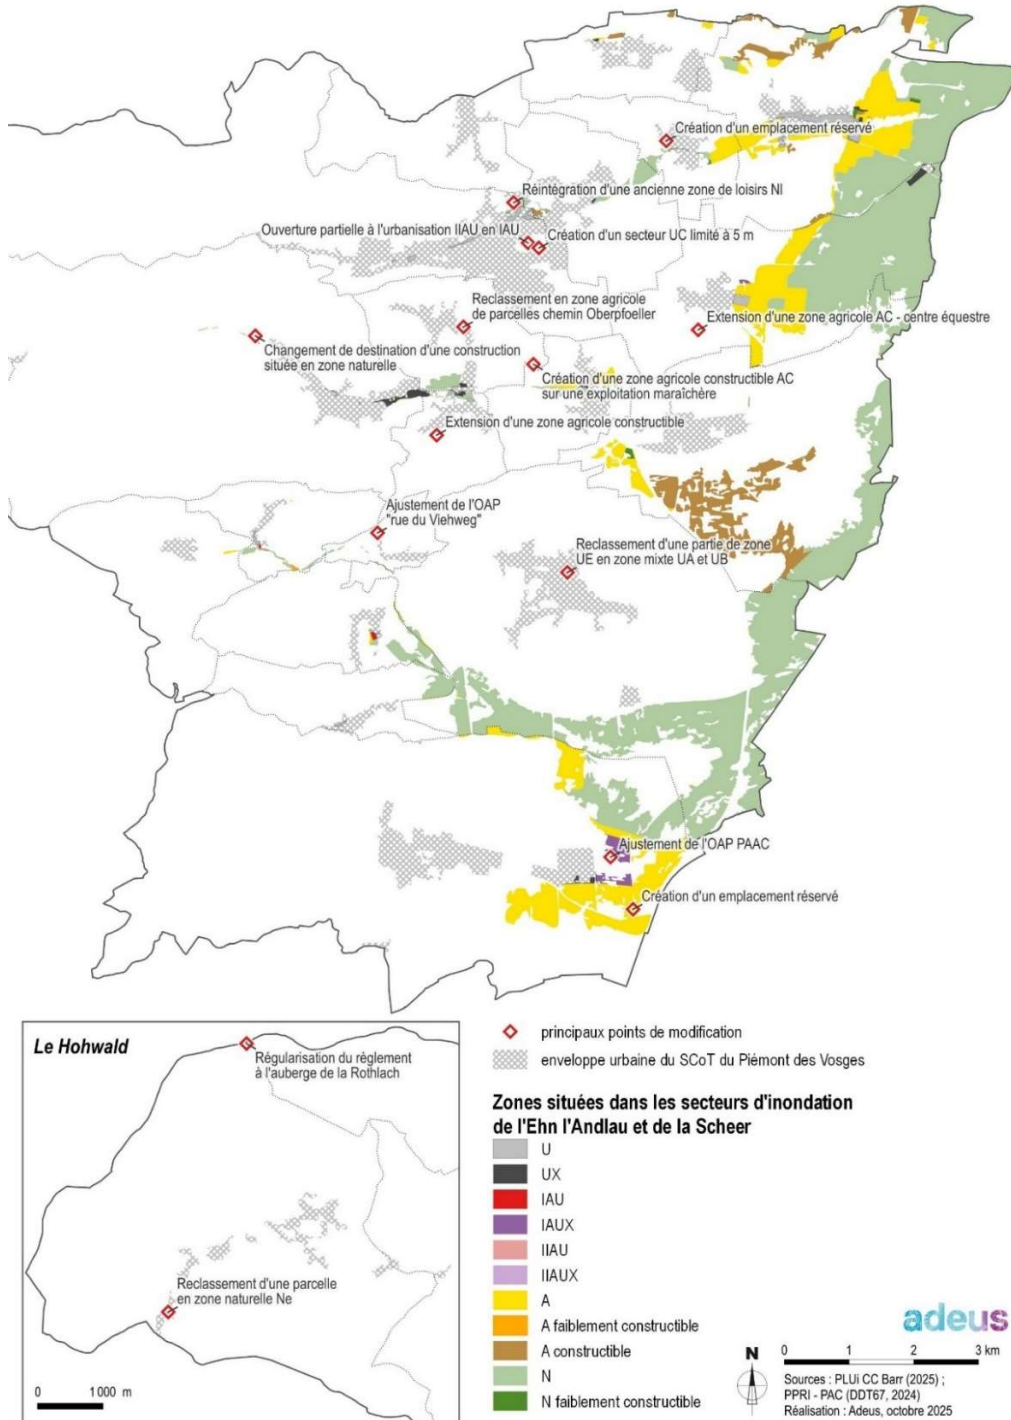 Création d'un emplacement réservé
Réintégration d'une ancienne zone de loisirs Nl
Ouverture partielle à l'urbanisation IIAU en IAU
Création d'un secteur UC limité à 5 m
Reclassement en zone agricole
de parcelles chemin Oberpfoeller
Extension d'une zone agricole AC - centre équestre
Changement de destination d'une construction
située en zone naturelle
Création d'une zone agricole constructible AC
sur une exploitation maraîchère
Extension d'une zone agricole constructible
Ajustement de l'OAP
"rue du Viehweg"
Reclassement d'une partie de zone
UE en zone mixte UA et UB
Ajustement de l'OAP PAAC
Création d'un emplacement réservé
Le Hohwald
Régularisation du règlement
à l'auberge de la Rothlach
Reclassement d'une parcelle
en zone naturelle Ne
0 1 000 m
principaux points de modification
enveloppe urbaine du SCoT du Piémont des Vosges
Zones situées dans les secteurs d'inondation
de l'Ehn l'Andlau et de la Scheer
U
UX
IAU
IAUX
IIAU
IIAUX
A
A faiblement constructible
A constructible
N
N faiblement constructible
adeus
N
0 1 2 3 km
Sources : PLUi CC Barr (2025) ;
PPRI - PAC (DDT67, 2024)
Réalisation : Adeus, octobre 2025